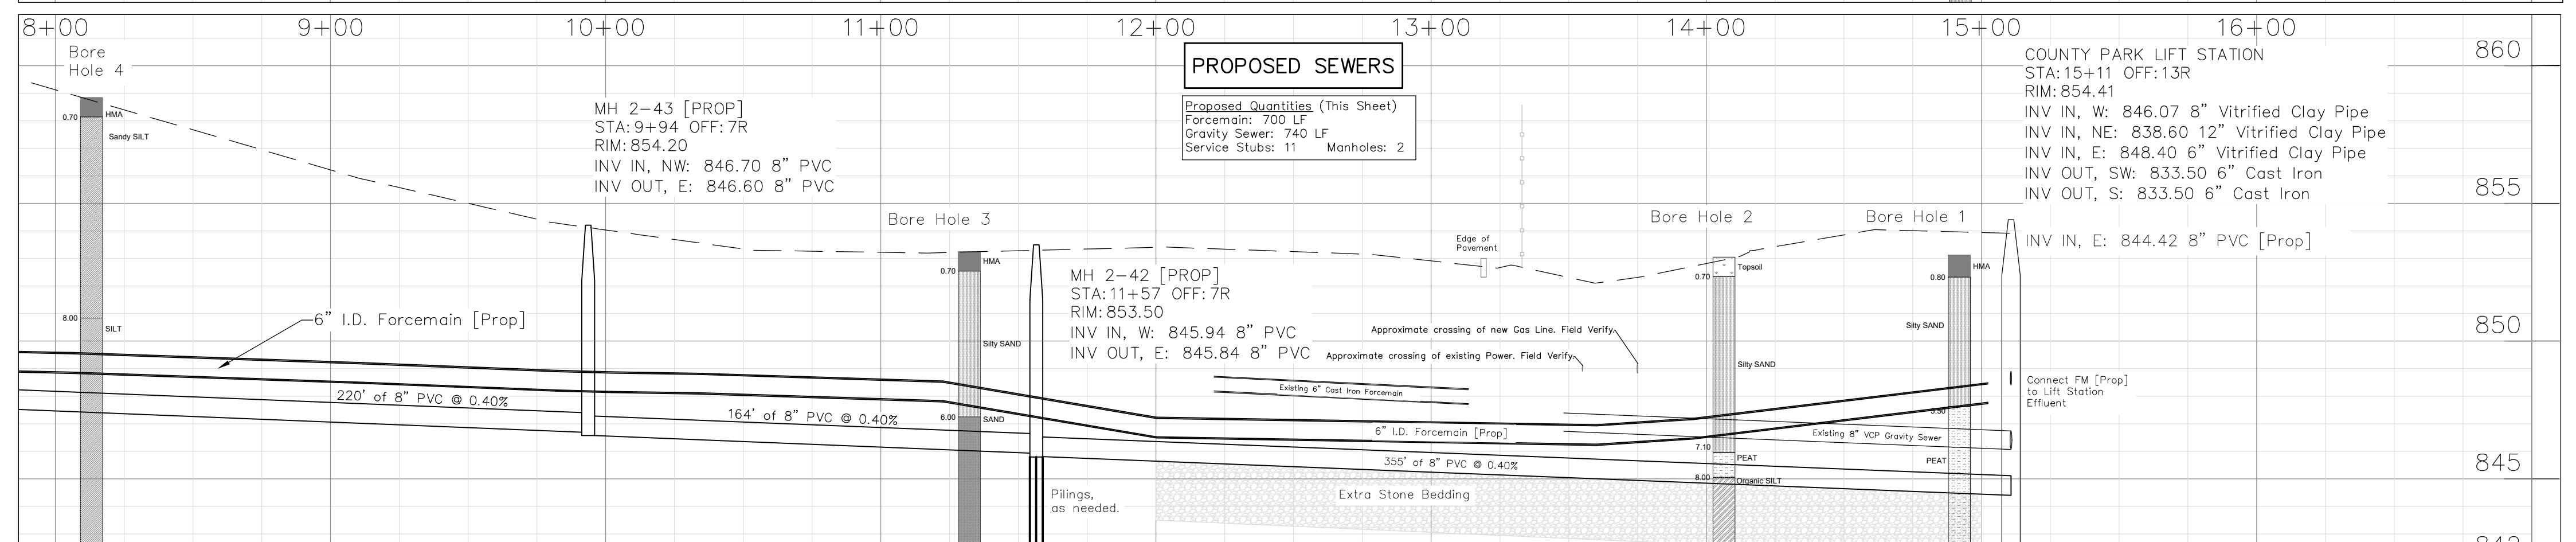 8+00 9+00 10+00 11+00 12+00 13+00 14+00 15+00 16+00
Bore
Hole 4
0.70
HMA
Sandy SILT
8.00
SILT
6” I.D. Forcemain [Prop]
220’ of 8” PVC @ 0.40%
MH 2-43 [PROP]
STA:9+94 OFF:7R
RIM:854.20
INV IN, NW: 846.70 8” PVC
INV OUT, E: 846.60 8” PVC
164’ of 8” PVC @ 0.40%
Bore Hole 3
0.70
HMA
Silty SAND
6.00
SAND
MH 2-42 [PROP]
STA:11+57 OFF:7R
RIM:853.50
INV IN, W: 845.94 8” PVC
INV OUT, E: 845.84 8” PVC
Pilings,
as needed.
PROPOSED SEWERS
Proposed Quantities (This Sheet)
Forcemain: 700 LF
Gravity Sewer: 740 LF
Service Stubs: 11 Manholes: 2
Edge of
Pavement
Approximate crossing of new Gas Line. Field Verify.
Approximate crossing of existing Power. Field Verify.
Existing 6” Cast Iron Forcemain
6” I.D. Forcemain [Prop]
355’ of 8” PVC @ 0.40%
Extra Stone Bedding
Bore Hole 2
0.70
Topsoil
Silty SAND
7.10
PEAT
8.00
Organic SILT
Existing 8” VCP Gravity Sewer
Bore Hole 1
0.80
HMA
Silty SAND
5.50
PEAT
COUNTY PARK LIFT STATION
STA:15+11 OFF:13R
RIM:854.41
INV IN, W: 846.07 8” Vitrified Clay Pipe
INV IN, NE: 838.60 12” Vitrified Clay Pipe
INV IN, E: 848.40 6” Vitrified Clay Pipe
INV OUT, SW: 833.50 6” Cast Iron
INV OUT, S: 833.50 6” Cast Iron
INV IN, E: 844.42 8” PVC [Prop]
Connect FM [Prop]
to Lift Station
Effluent
860
855
850
845